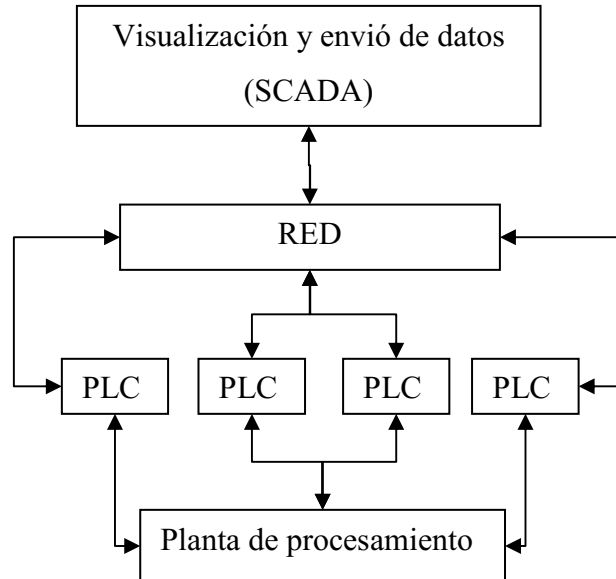 Visualización y envió de datos
(SCADA)
RED
PLC PLC PLC PLC
Planta de procesamiento